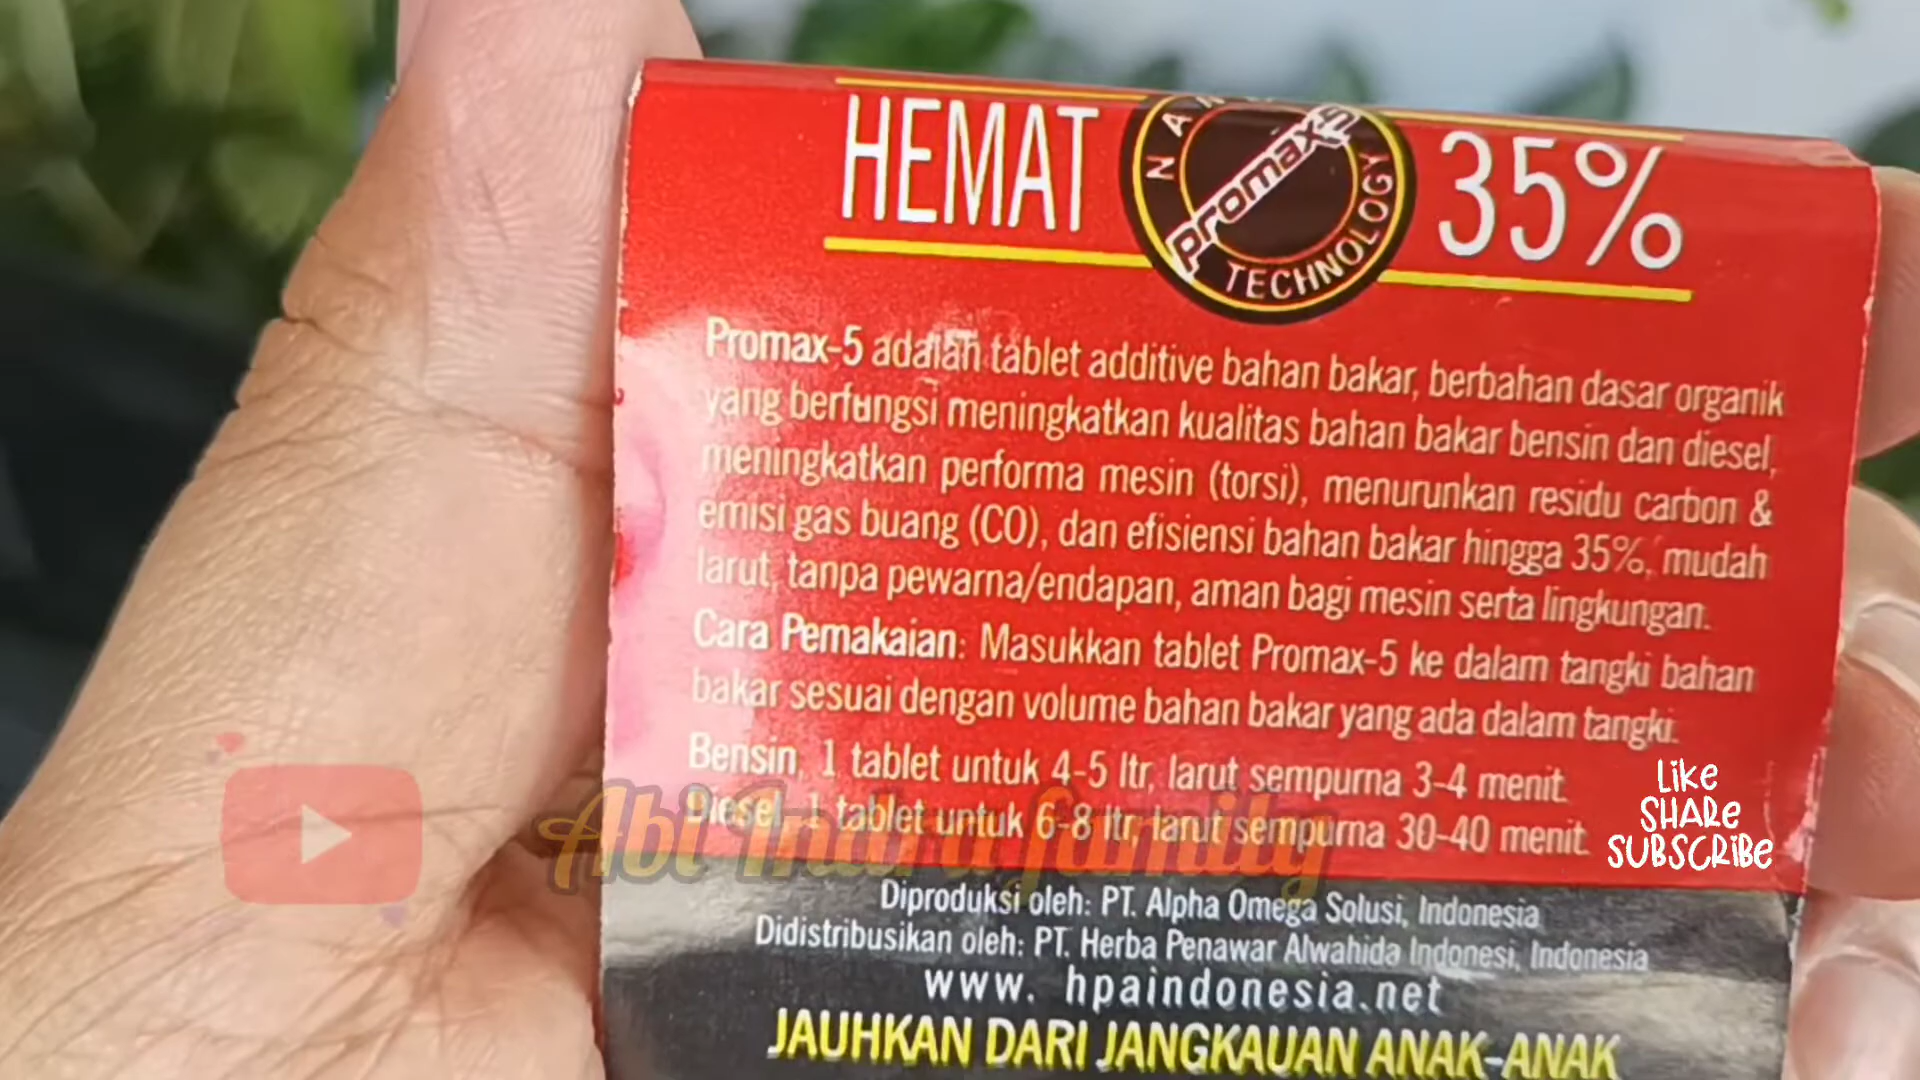 HEMAT
NAN
Promax-5
TECHNOLOGY
35%
Promax-5 adalah tablet additive bahan bakar, berbahan dasar organik
yang berfungsi meningkatkan kualitas bahan bakar bensin dan diesel,
meningkatkan performa mesin (torsi), menurunkan residu carbon &
emisi gas buang (CO), dan efisiensi bahan bakar hingga 35%, mudah
larut, tanpa pewarna/endapan, aman bagi mesin serta lingkungan.
Cara Pemakaian: Masukkan tablet Promax-5 ke dalam tangki bahan
bakar sesuai dengan volume bahan bakar yang ada dalam tangki.
Bensin, 1 tablet untuk 4-5 ltr, larut sempurna 3-4 menit.
Diesel, 1 tablet untuk 6-8 ltr, larut sempurna 30-40 menit.
Like
SHARe
SUBSCRiBe
Abi Indra family
Diproduksi oleh: PT. Alpha Omega Solusi, Indonesia
Didistribusikan oleh: PT. Herba Penawar Alwahida Indonesi, Indonesia
www. hpaindonesia.net
JAUHKAN DARI JANGKAUAN ANAK-ANAK